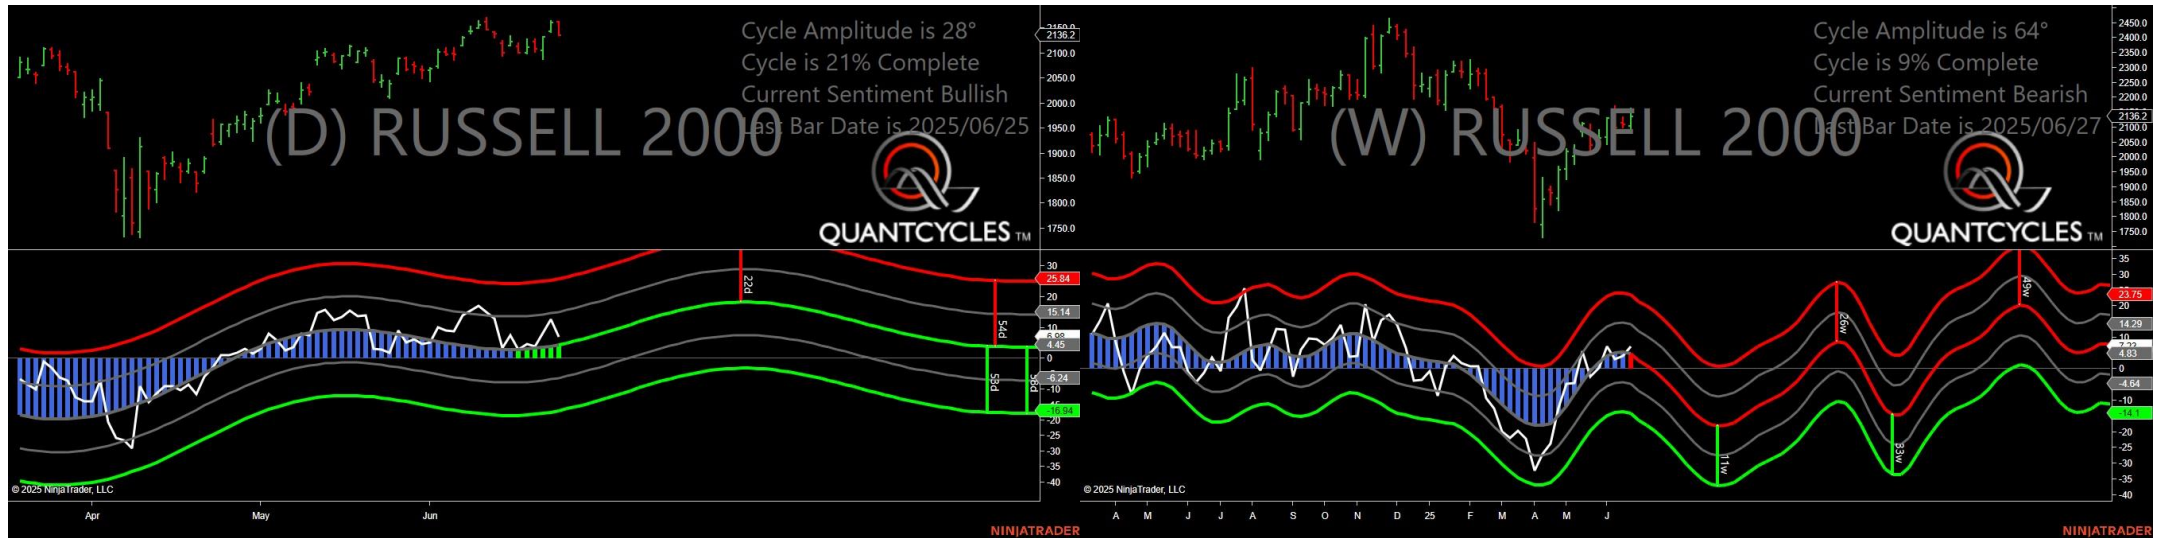 Cycle Amplitude is 28°
Cycle is 21% Complete
Current Sentiment Bullish
Last Bar Date is 2025/06/25
(D) RUSSELL 2000
QUANTCYCLES TM
2150.0
2136.2
2100.0
2050.0
2000.0
1950.0
1900.0
1850.0
1800.0
1750.0
30
25.84
20
15.14
10
4.45
0
-6.24
-10
-16.94
-20
-25
-30
-35
-40
22d
54d
53d
© 2025 NinjaTrader, LLC
Apr May Jun
NINJATRADER
Cycle Amplitude is 64°
Cycle is 9% Complete
Current Sentiment Bearish
Last Bar Date is 2025/06/27
(W) RUSSELL 2000
QUANTCYCLES TM
2450.0
2400.0
2350.0
2300.0
2250.0
2200.0
2136.2
2100.0
2050.0
2000.0
1950.0
1900.0
1850.0
1800.0
1750.0
35
30
23.75
20
14.29
4.83
0
-4.64
-14.1
-20
-25
-30
-35
-40
11w
26w
33w
49w
© 2025 NinjaTrader, LLC
A M J J A S O N D 25 F M A M J
NINJATRADER